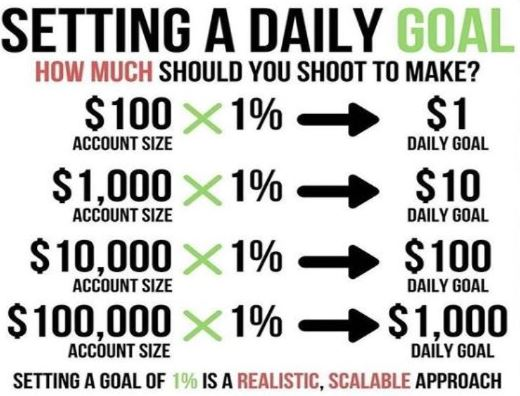 SETTING A DAILY GOAL
HOW MUCH SHOULD YOU SHOOT TO MAKE?
$100 × 1% → $1
ACCOUNT SIZE DAILY GOAL
$1,000 × 1% → $10
ACCOUNT SIZE DAILY GOAL
$10,000 × 1% → $100
ACCOUNT SIZE DAILY GOAL
$100,000 × 1% → $1,000
ACCOUNT SIZE DAILY GOAL
SETTING A GOAL OF 1% IS A REALISTIC, SCALABLE APPROACH